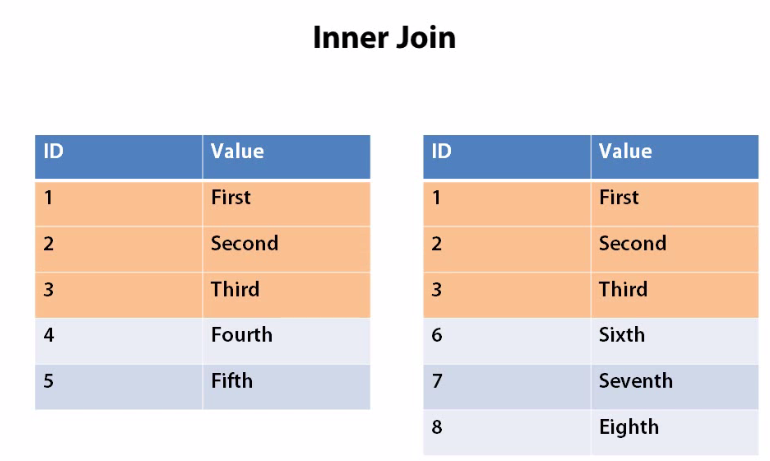 Inner Join
ID Value
1 First
2 Second
3 Third
4 Fourth
5 Fifth
ID Value
1 First
2 Second
3 Third
6 Sixth
7 Seventh
8 Eighth